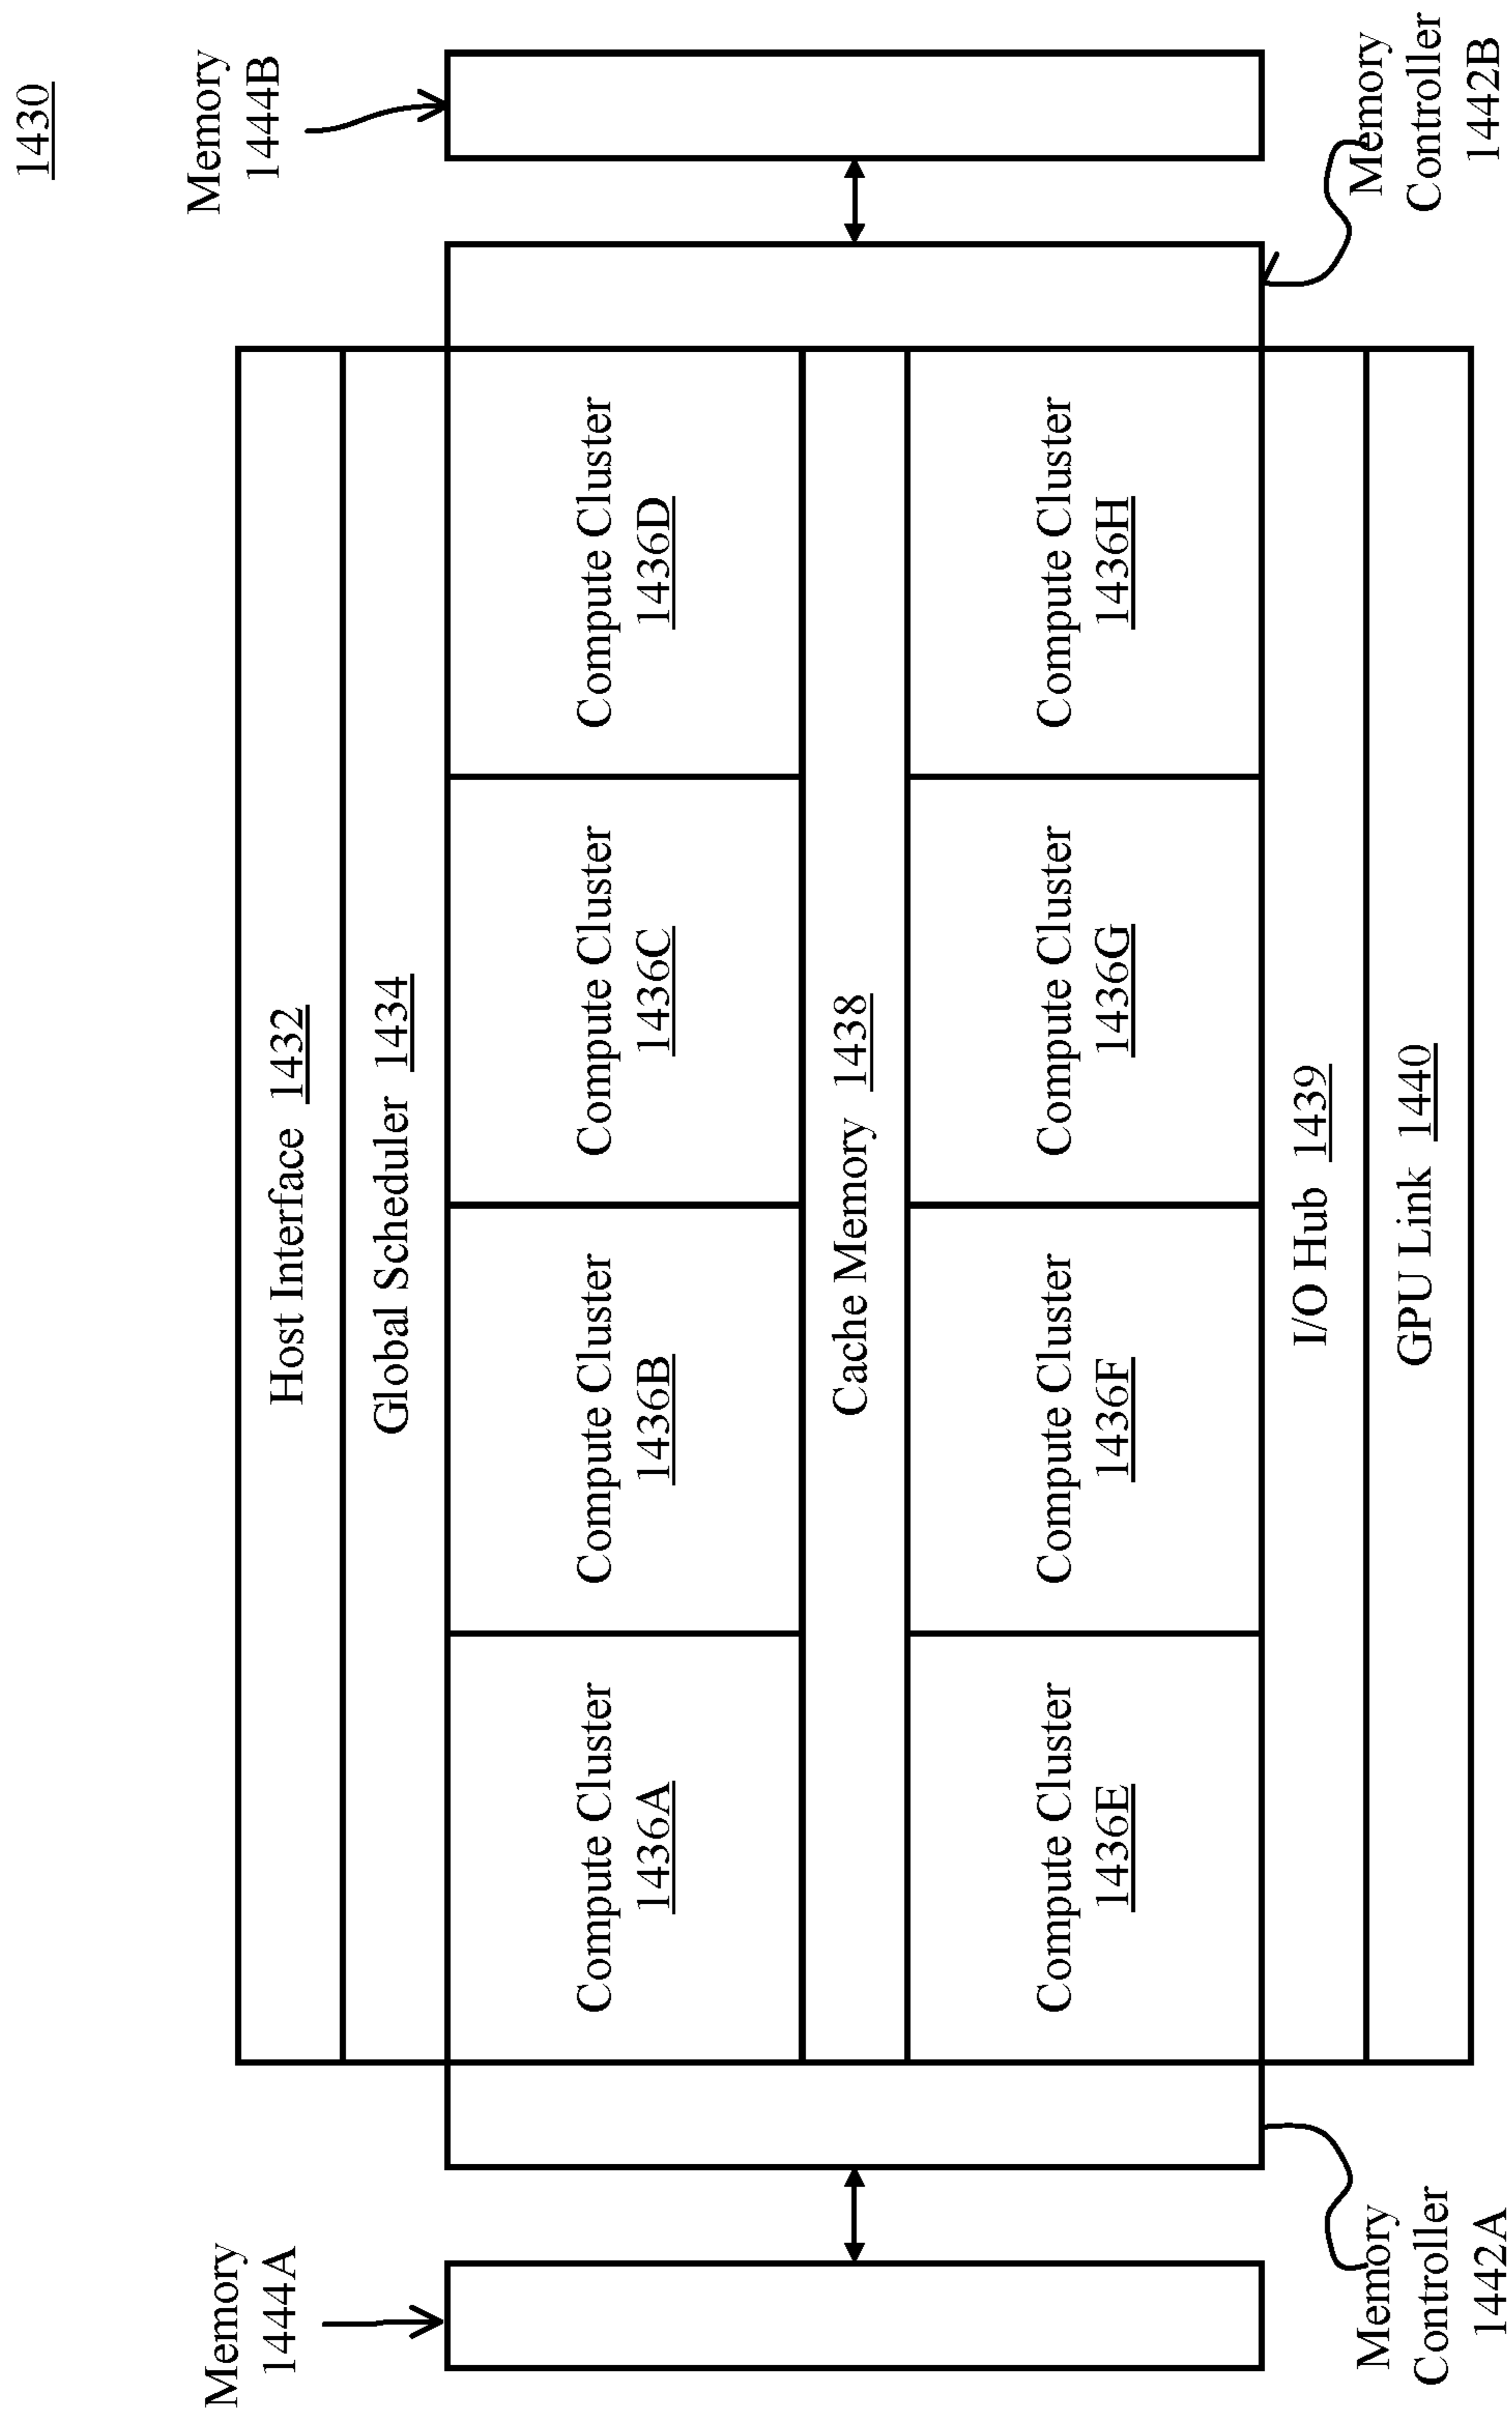 1430
Host Interface 1432
Global Scheduler 1434
Memory
1444A
Memory
1444B
Compute Cluster
1436A
Compute Cluster
1436B
Compute Cluster
1436C
Compute Cluster
1436D
Cache Memory 1438
Compute Cluster
1436E
Compute Cluster
1436F
Compute Cluster
1436G
Compute Cluster
1436H
I/O Hub 1439
GPU Link 1440
Memory
Controller
1442A
Memory
Controller
1442B